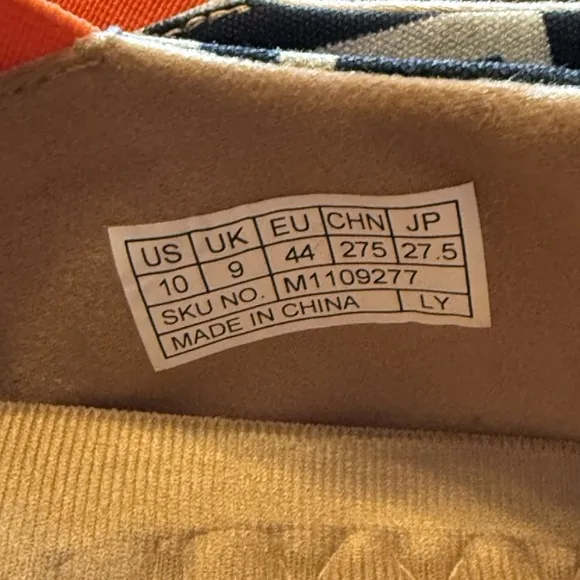 US UK EU CHN JP
10 9 44 275 27.5
SKU NO. M1109277
MADE IN CHINA LY